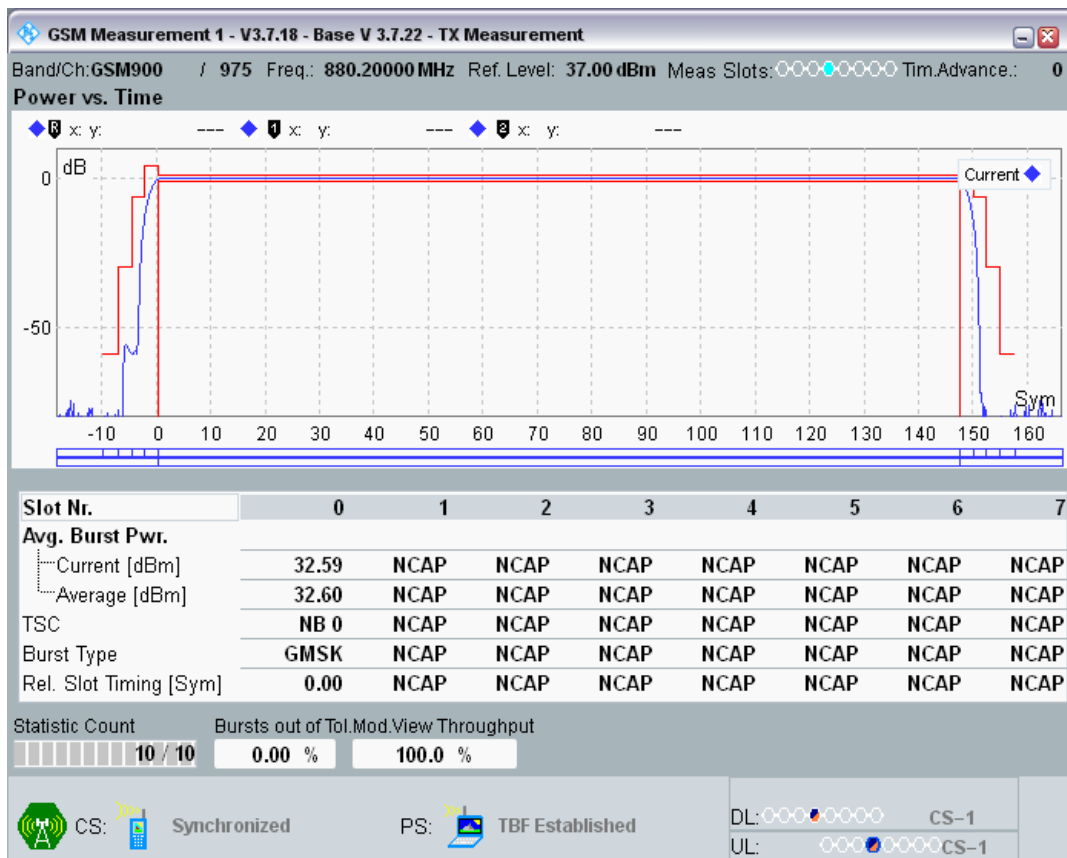 GSM Measurement 1 - V3.7.18 - Base V 3.7.22 - TX Measurement
Band/Ch:GSM900 / 975 Freq.: 880.20000 MHz Ref. Level: 37.00 dBm Meas Slots: Tim.Advance.: 0
Power vs. Time
R x: y: --- 1 x: y: --- 2 x: y: ---
dB
Current
0
-50
Sym
-10 0 10 20 30 40 50 60 70 80 90 100 110 120 130 140 150 160
Slot Nr. 0 1 2 3 4 5 6 7
Avg. Burst Pwr.
Current [dBm] 32.59 NCAP NCAP NCAP NCAP NCAP NCAP NCAP
Average [dBm] 32.60 NCAP NCAP NCAP NCAP NCAP NCAP NCAP
TSC NB 0 NCAP NCAP NCAP NCAP NCAP NCAP NCAP
Burst Type GMSK NCAP NCAP NCAP NCAP NCAP NCAP NCAP
Rel. Slot Timing [Sym] 0.00 NCAP NCAP NCAP NCAP NCAP NCAP NCAP
Statistic Count Bursts out of Tol.Mod.View Throughput
10 / 10 0.00 % 100.0 %
CS: Synchronized PS: TBF Established
DL: CS-1
UL: CS-1